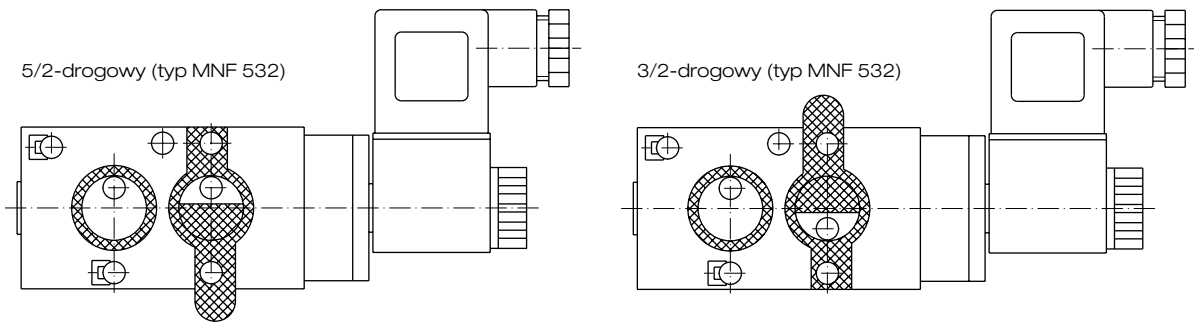 5/2-drogowy (typ MNF 532)
3/2-drogowy (typ MNF 532)